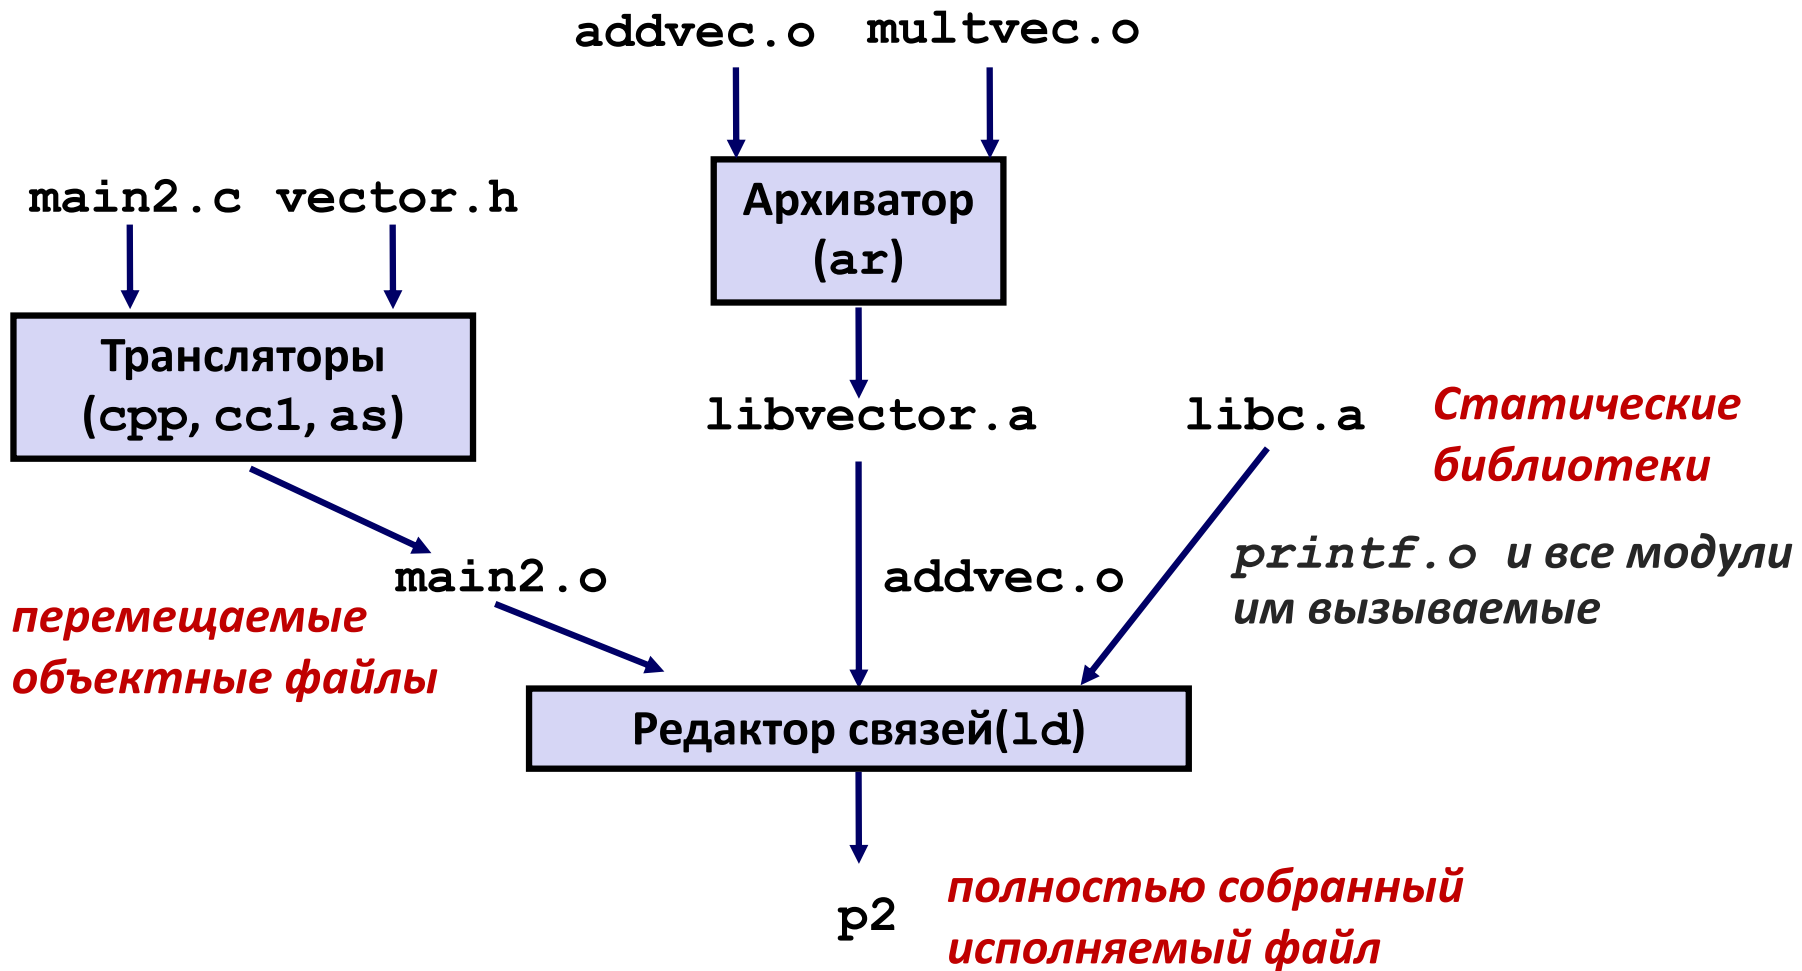 addvec.o multvec.o
main2.c vector.h
Архиватор
(ar)
Трансляторы
(cpp, cc1, as)
libvector.a
libc.a
Статические
библиотеки
main2.o
addvec.o
printf.o и все модули
им вызываемые
перемещаемые
объектные файлы
Редактор связей(ld)
p2
полностью собранный
исполняемый файл